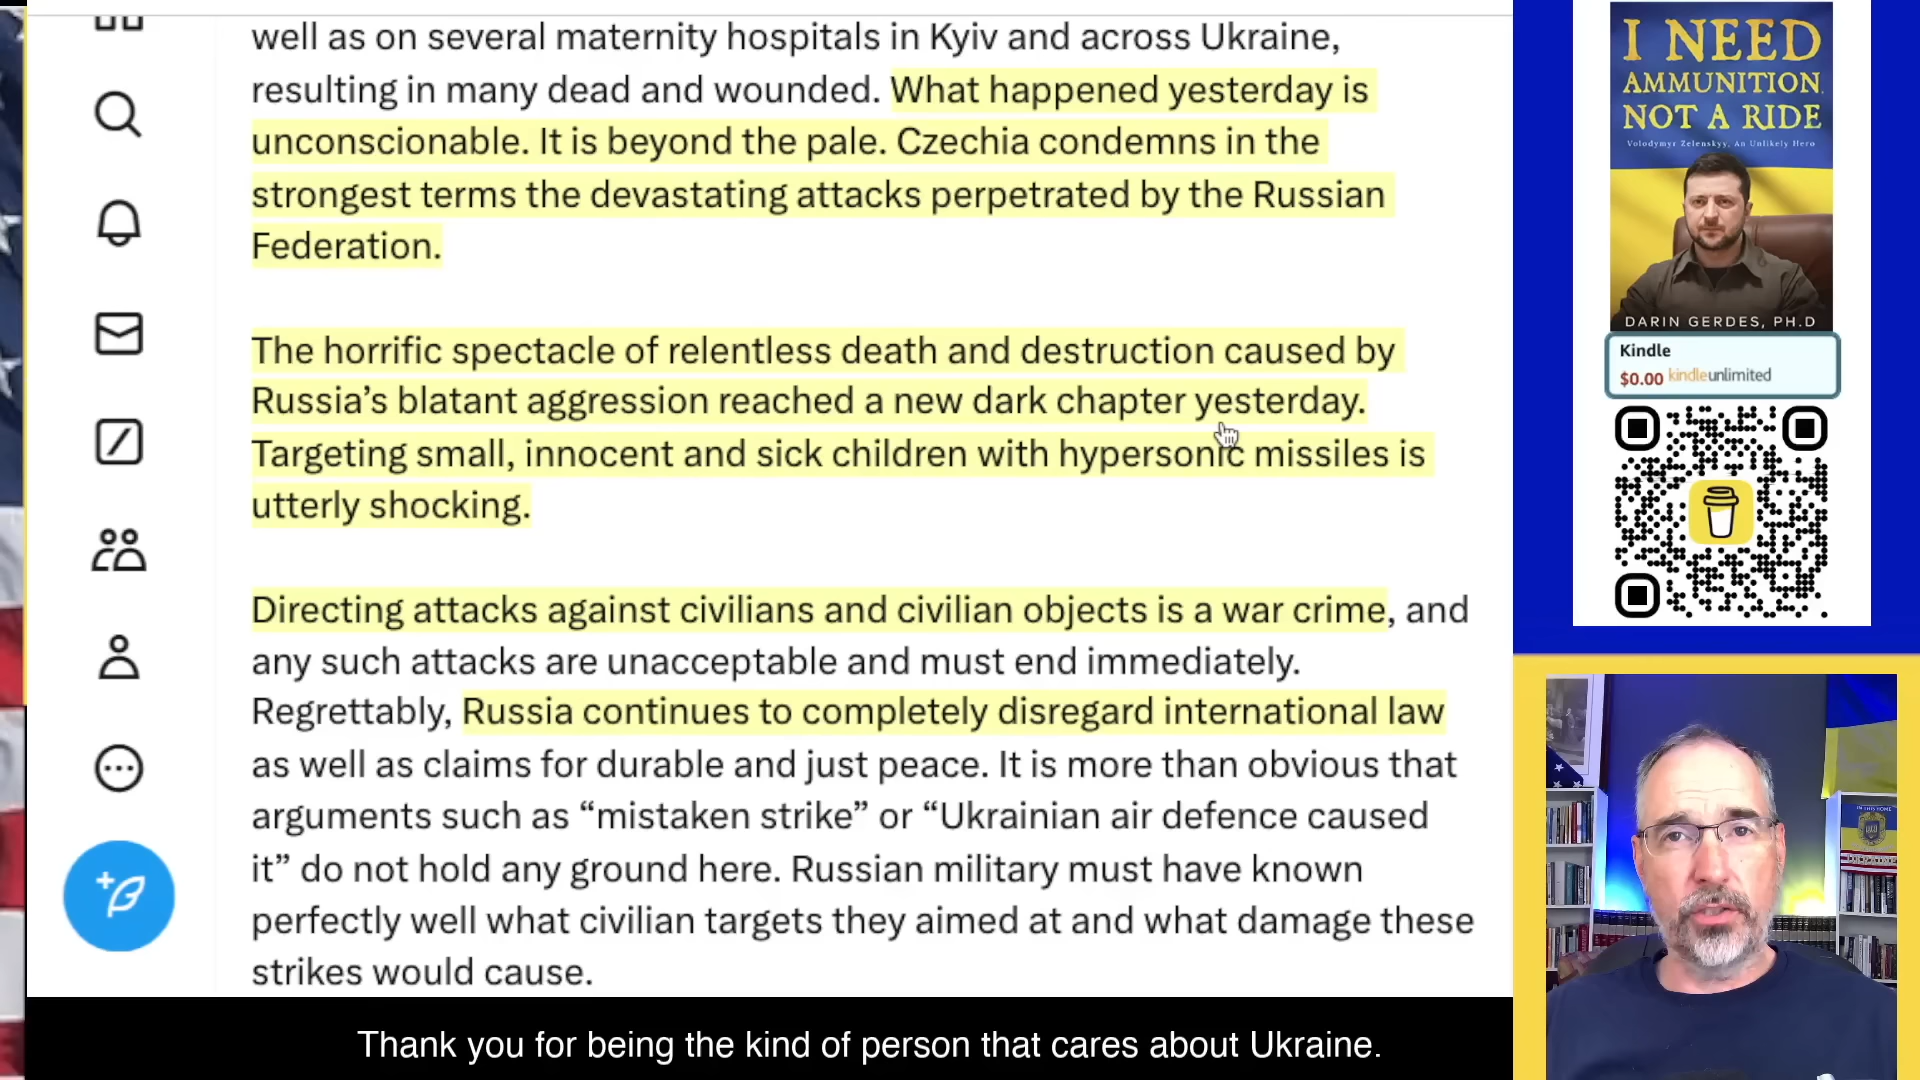 well as on several maternity hospitals in Kyiv and across Ukraine,
resulting in many dead and wounded. What happened yesterday is
unconscionable. It is beyond the pale. Czechia condemns in the
strongest terms the devastating attacks perpetrated by the Russian
Federation.
The horrific spectacle of relentless death and destruction caused by
Russia’s blatant aggression reached a new dark chapter yesterday.
Targeting small, innocent and sick children with hypersonic missiles is
utterly shocking.
Directing attacks against civilians and civilian objects is a war crime, and
any such attacks are unacceptable and must end immediately.
Regrettably, Russia continues to completely disregard international law
as well as claims for durable and just peace. It is more than obvious that
arguments such as “mistaken strike” or “Ukrainian air defence caused
it” do not hold any ground here. Russian military must have known
perfectly well what civilian targets they aimed at and what damage these
strikes would cause.
Thank you for being the kind of person that cares about Ukraine.
I NEED
AMMUNITION,
NOT A RIDE
Volodymyr Zelenskyy, An Unlikely Hero
DARIN GERDES, PH.D
Kindle
$0.00 kindleunlimited